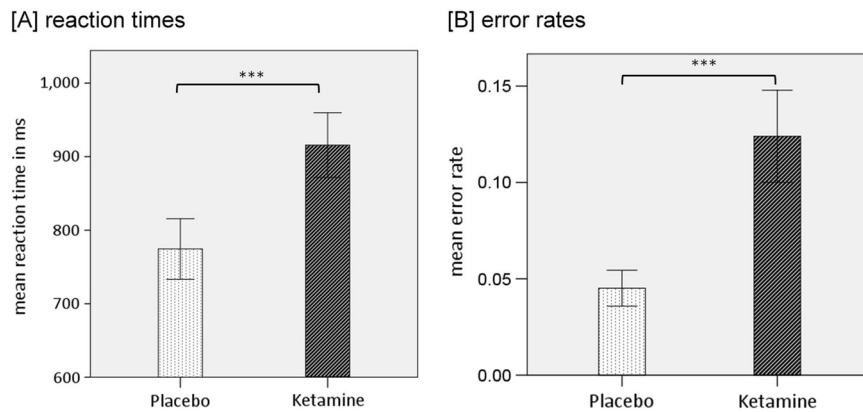 [A] reaction times
[B] error rates
mean reaction time in ms
1,000
900
800
700
600
***
Placebo
Ketamine
mean error rate
0.15
0.10
0.05
0.00
***
Placebo
Ketamine